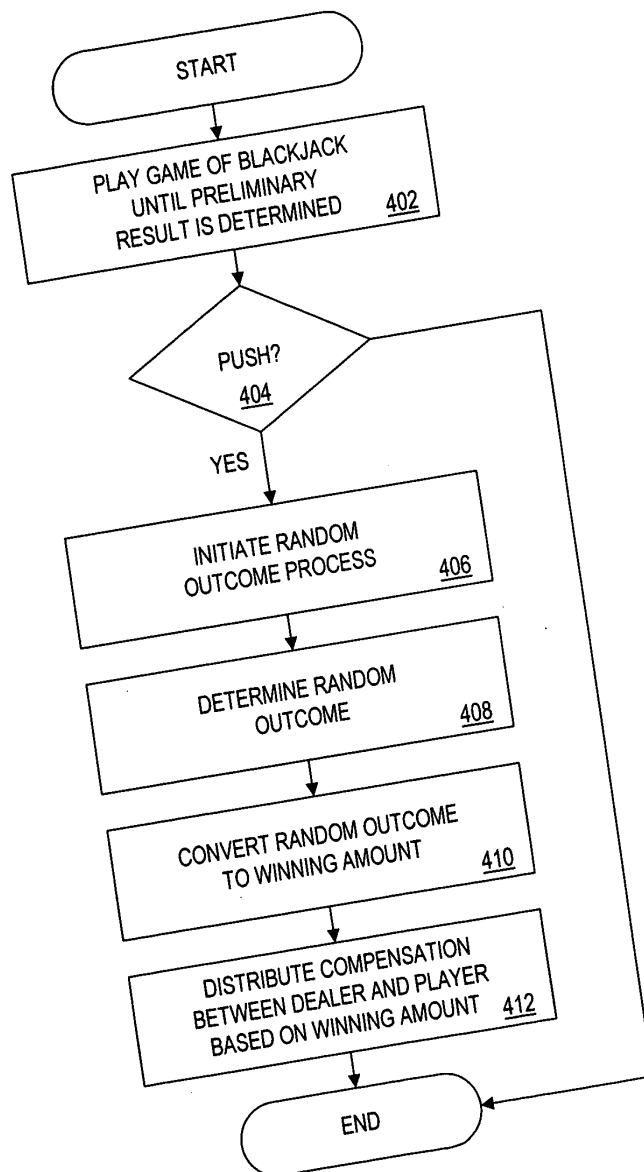 START
PLAY GAME OF BLACKJACK
UNTIL PRELIMINARY
RESULT IS DETERMINED
402
PUSH?
404
YES
INITIATE RANDOM
OUTCOME PROCESS
406
DETERMINE RANDOM
OUTCOME
408
CONVERT RANDOM OUTCOME
TO WINNING AMOUNT
410
DISTRIBUTE COMPENSATION
BETWEEN DEALER AND PLAYER
BASED ON WINNING AMOUNT
412
END